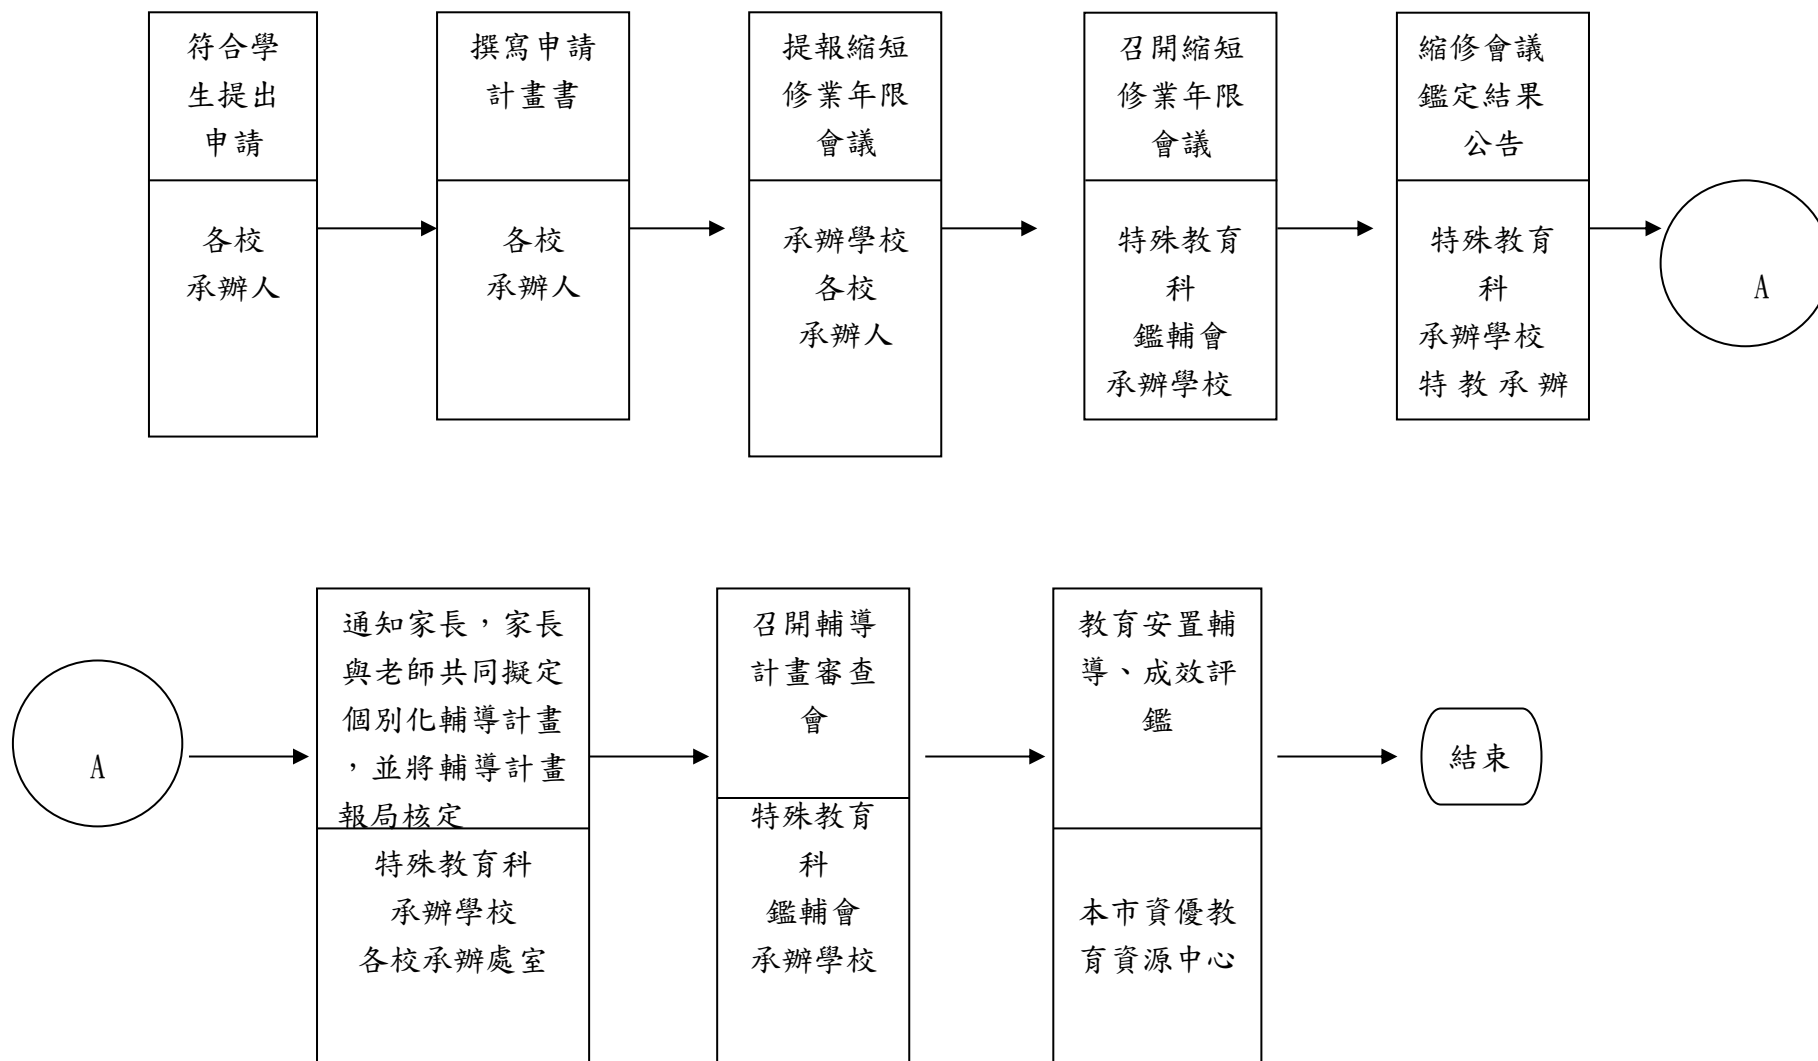 符合學
生提出
申請
各校
承辦人
撰寫申請
計畫書
各校
承辦人
提報縮短
修業年限
會議
承辦學校
各校
承辦人
召開縮短
修業年限
會議
特殊教育
科
鑑輔會
承辦學校
縮修會議
鑑定結果
公告
特殊教育
科
承辦學校
特教承辦
A
A
通知家長，家長
與老師共同擬定
個別化輔導計畫
，並將輔導計畫
報局核定
特殊教育科
承辦學校
各校承辦處室
召開輔導
計畫審查
會
特殊教育
科
鑑輔會
承辦學校
教育安置輔
導、成效評
鑑
本市資優教
育資源中心
結束